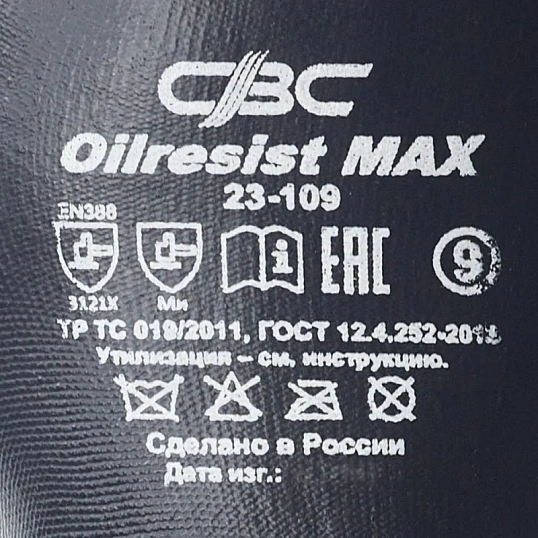 СВС
Oilresist MAX
23-109
EN388
i
EAC
9
3121X
Ми
ТР ТС 019/2011, ГОСТ 12.4.252-2013
Утилизация – см. инструкцию.
Сделано в России
Дата изг.: